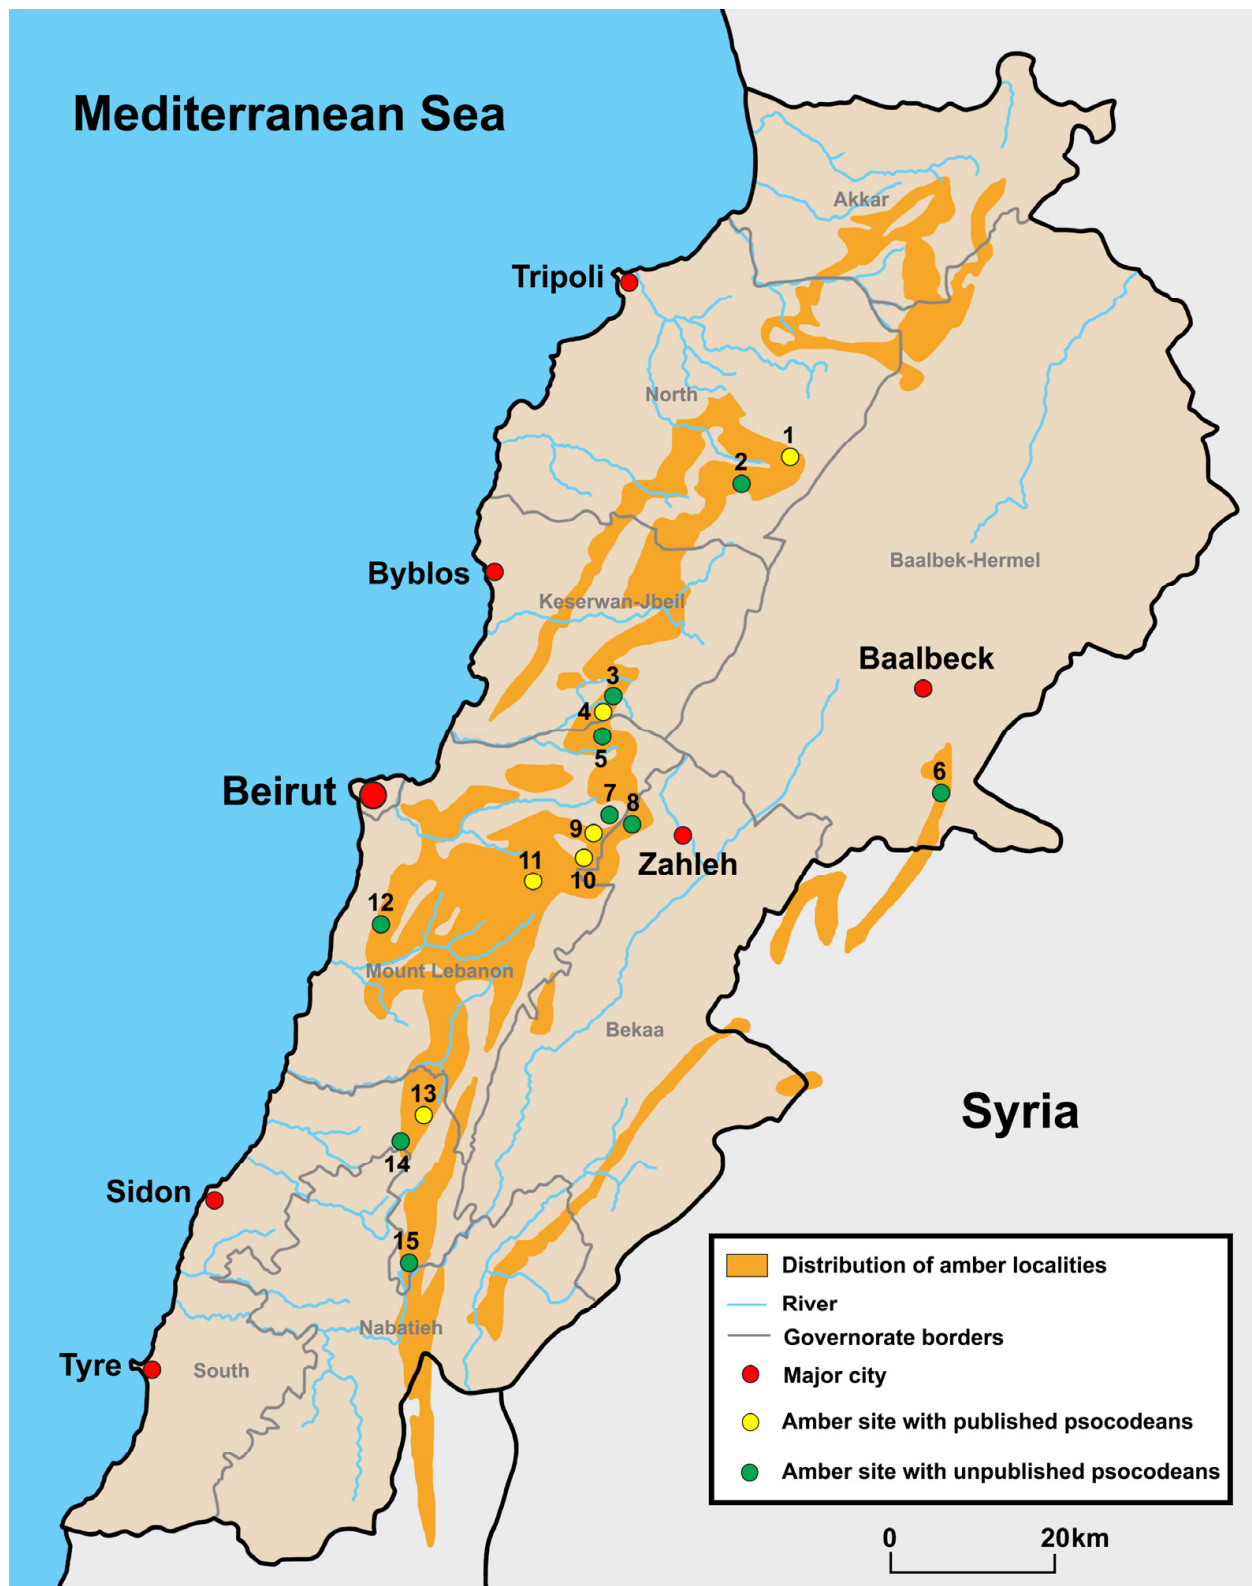 Mediterranean Sea
Akkar
Tripoli
North
1
2
Byblos
Baalbek-Hermel
Keserwan-Jbeil
Baalbeck
3
4
5
6
Beirut
7
8
9
Zahleh
10
11
12
Mount Lebanon
Bekaa
13
Syria
14
Sidon
15
Nabatieh
Tyre
South
Distribution of amber localities
River
Governorate borders
Major city
Amber site with published psocodeans
Amber site with unpublished psocodeans
0 20km